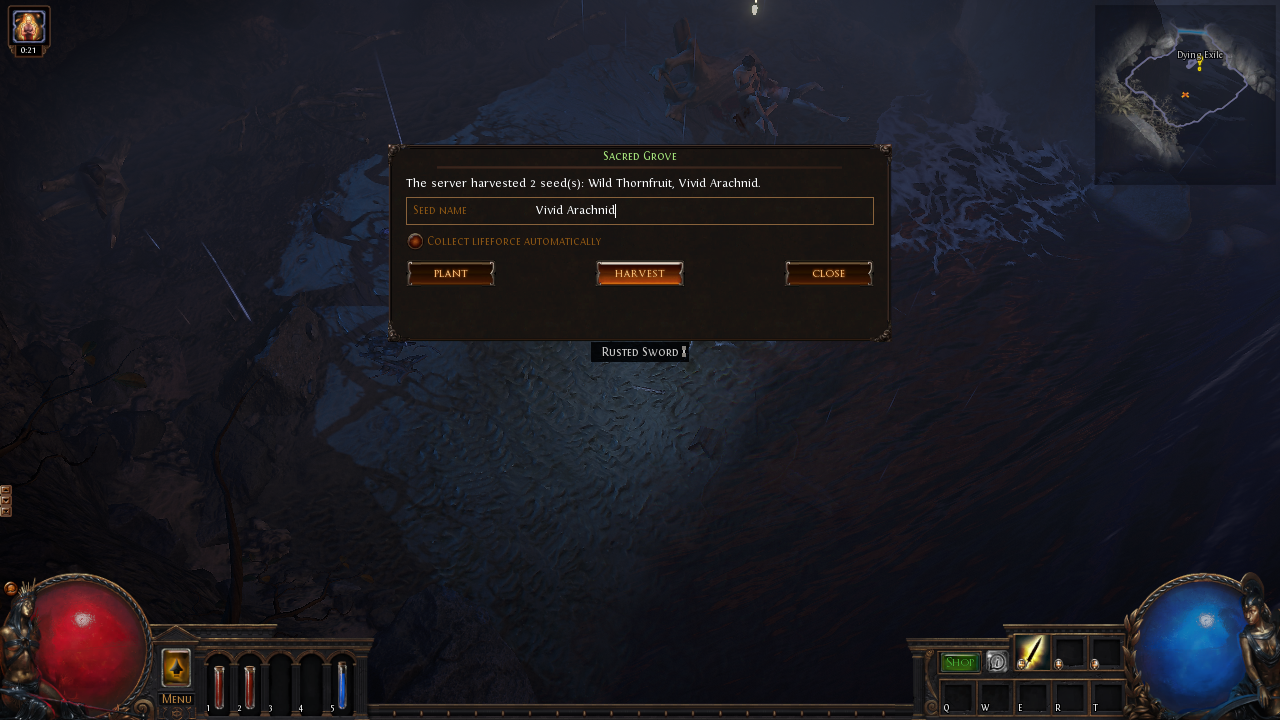 0:21
Dying Exile
Sacred Grove
The server harvested 2 seed(s): Wild Thornfruit, Vivid Arachnid.
Seed name Vivid Arachnid
Collect lifeforce automatically
PLANT
HARVEST
CLOSE
Rusted Sword
Shop
Menu
1 2 3 4 5
Q W E R T